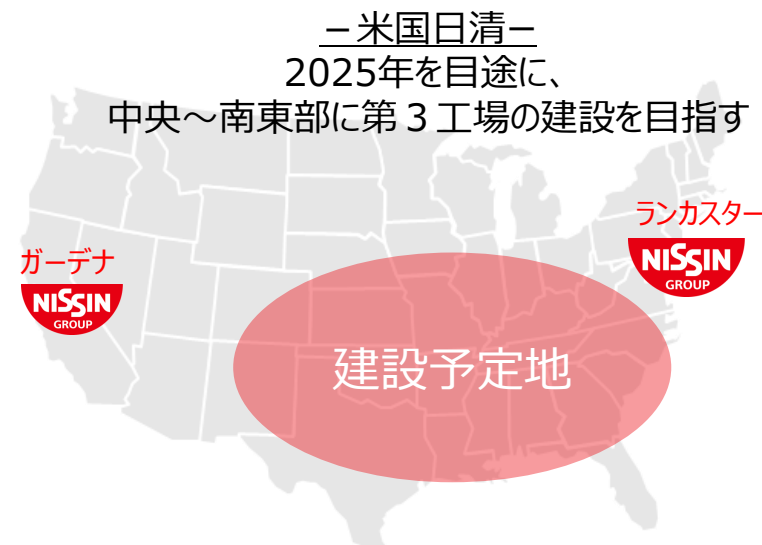 －米国日清ー
2025年を目途に、
中央～南東部に第３工場の建設を目指す
ランカスター
NISSIN
GROUP
ガーデナ
NISSIN
GROUP
建設予定地